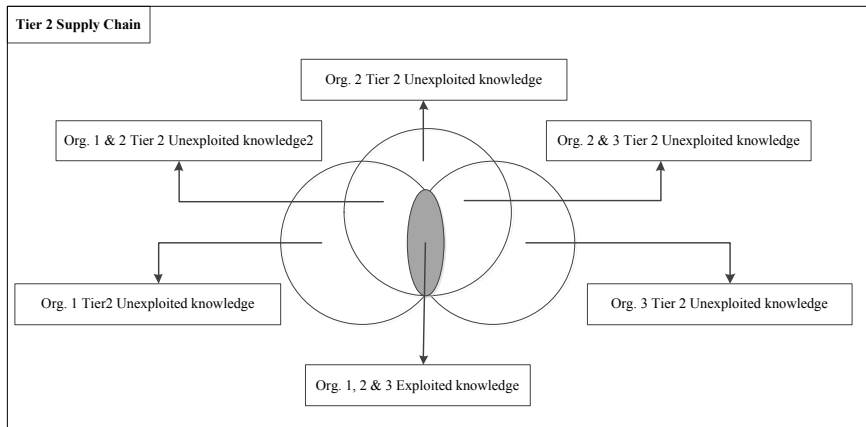 Tier 2 Supply Chain
Org. 2 Tier 2 Unexploited knowledge
Org. 1 & 2 Tier 2 Unexploited knowledge2
Org. 2 & 3 Tier 2 Unexploited knowledge
Org. 1 Tier2 Unexploited knowledge
Org. 3 Tier 2 Unexploited knowledge
Org. 1, 2 & 3 Exploited knowledge